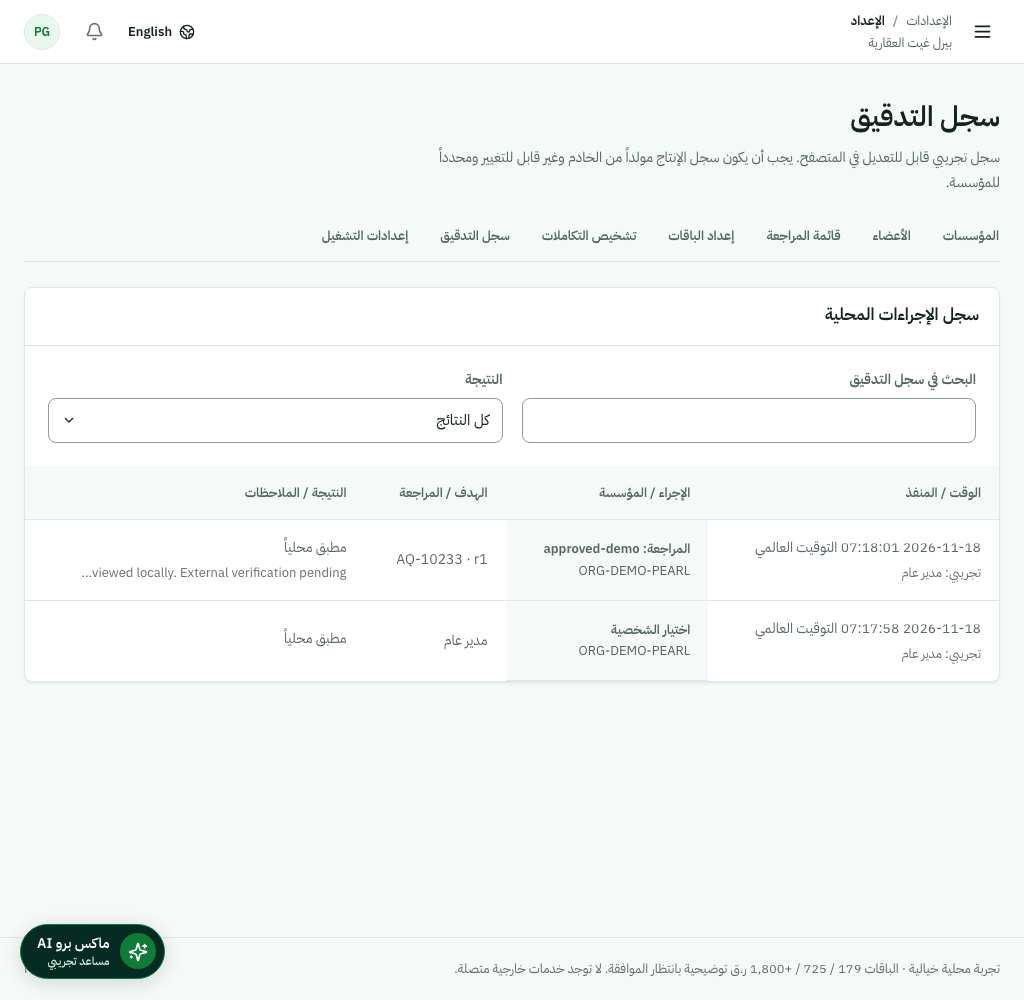 الإعدادات / الإعداد
بيرل غيت العقارية
English
PG
سجل التدقيق
سجل تجريبي قابل للتعديل في المتصفح. يجب أن يكون سجل الإنتاج مولداً من الخادم وغير قابل للتغيير ومحدداً
للمؤسسة.
المؤسسات الأعضاء قائمة المراجعة إعداد الباقات تشخيص التكاملات سجل التدقيق إعدادات التشغيل
سجل الإجراءات المحلية
البحث في سجل التدقيق
النتيجة
كل النتائج
الوقت / المنفذ الإجراء / المؤسسة الهدف / المراجعة النتيجة / الملاحظات
2026-11-18 07:18:01 التوقيت العالمي
تجريبي: مدير عام
المراجعة: approved-demo
ORG-DEMO-PEARL
AQ-10233 · r1
مطبق محلياً
...viewed locally. External verification pending
2026-11-18 07:17:58 التوقيت العالمي
تجريبي: مدير عام
اختيار الشخصية
ORG-DEMO-PEARL
مدير عام
مطبق محلياً
تجربة محلية خيالية · الباقات 179 / 725 / +1,800 ر.ق توضيحية بانتظار الموافقة. لا توجد خدمات خارجية متصلة.
ماكس برو AI
مساعد تجريبي